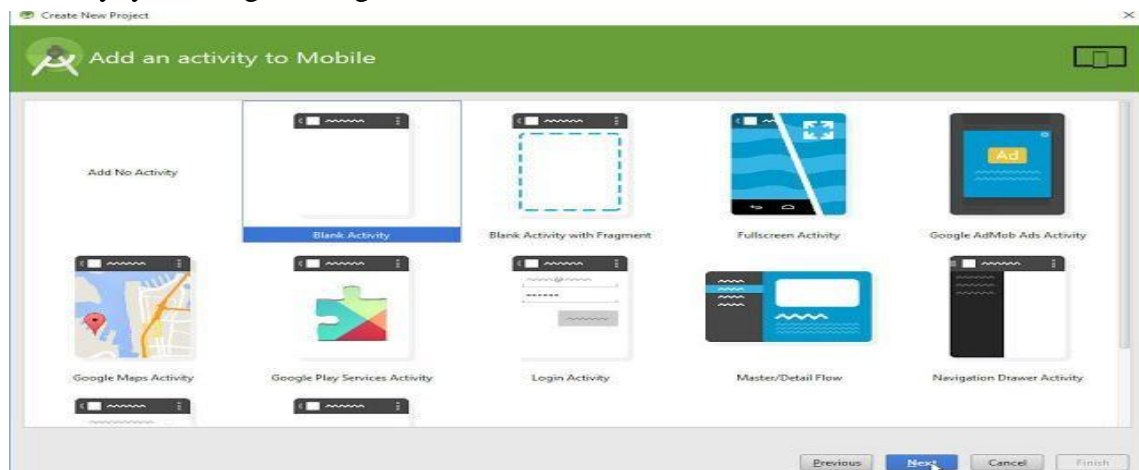 Create New Project
Add an activity to Mobile
Add No Activity
Blank Activity
Blank Activity with Fragment
Fullscreen Activity
Ad
Google AdMob Ads Activity
Google Maps Activity
Google Play Services Activity
Login Activity
Master/Detail Flow
Navigation Drawer Activity
Previous
Next
Cancel
Finish